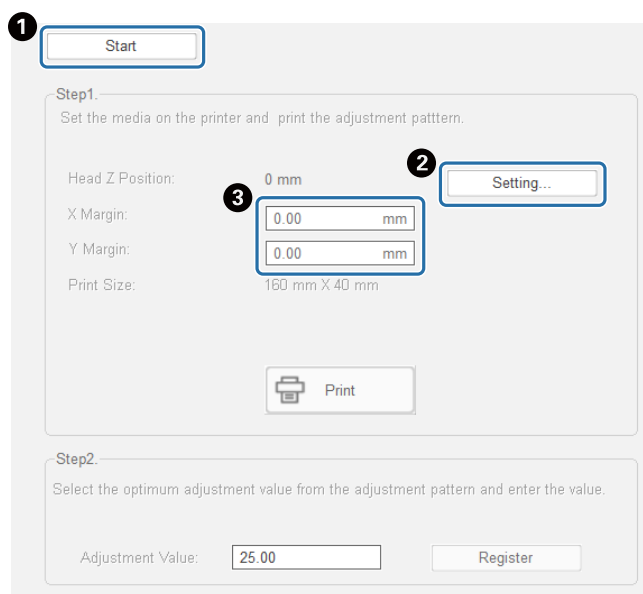 1
Start
Step1.
Set the media on the printer and print the adjustment patttern.
2
Head Z Position: 0 mm Setting...
3
X Margin: 0.00 mm
Y Margin: 0.00 mm
Print Size: 160 mm X 40 mm
Print
Step2.
Select the optimum adjustment value from the adjustment pattern and enter the value.
Adjustment Value: 25.00 Register